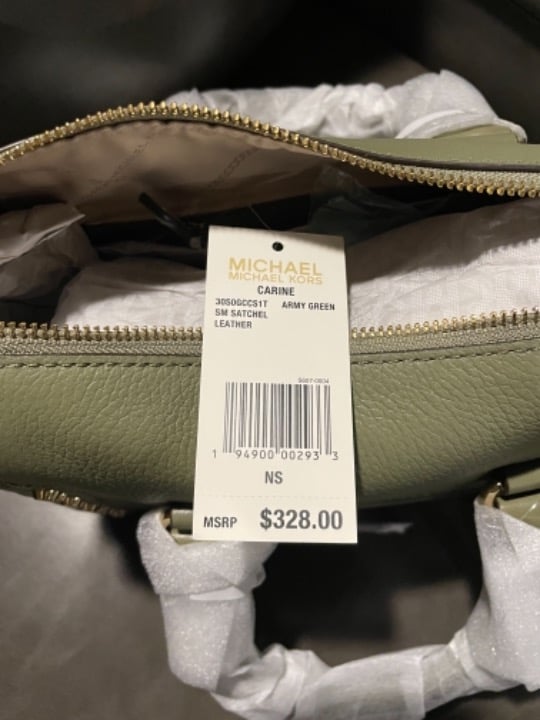 MICHAEL
MICHAEL KORS
CARINE
30S0GCCS1T ARMY GREEN
SM SATCHEL
LEATHER
1 94900 00293 3
NS
MSRP $328.00